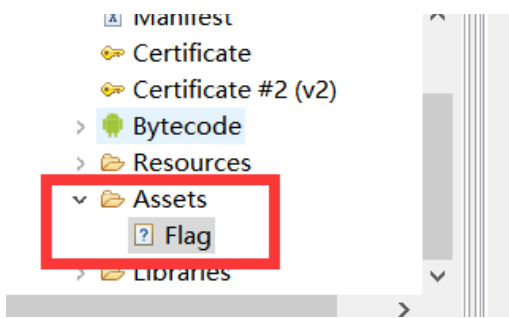 Manifest
Certificate
Certificate #2 (v2)
Bytecode
Resources
Assets
Flag
Libraries